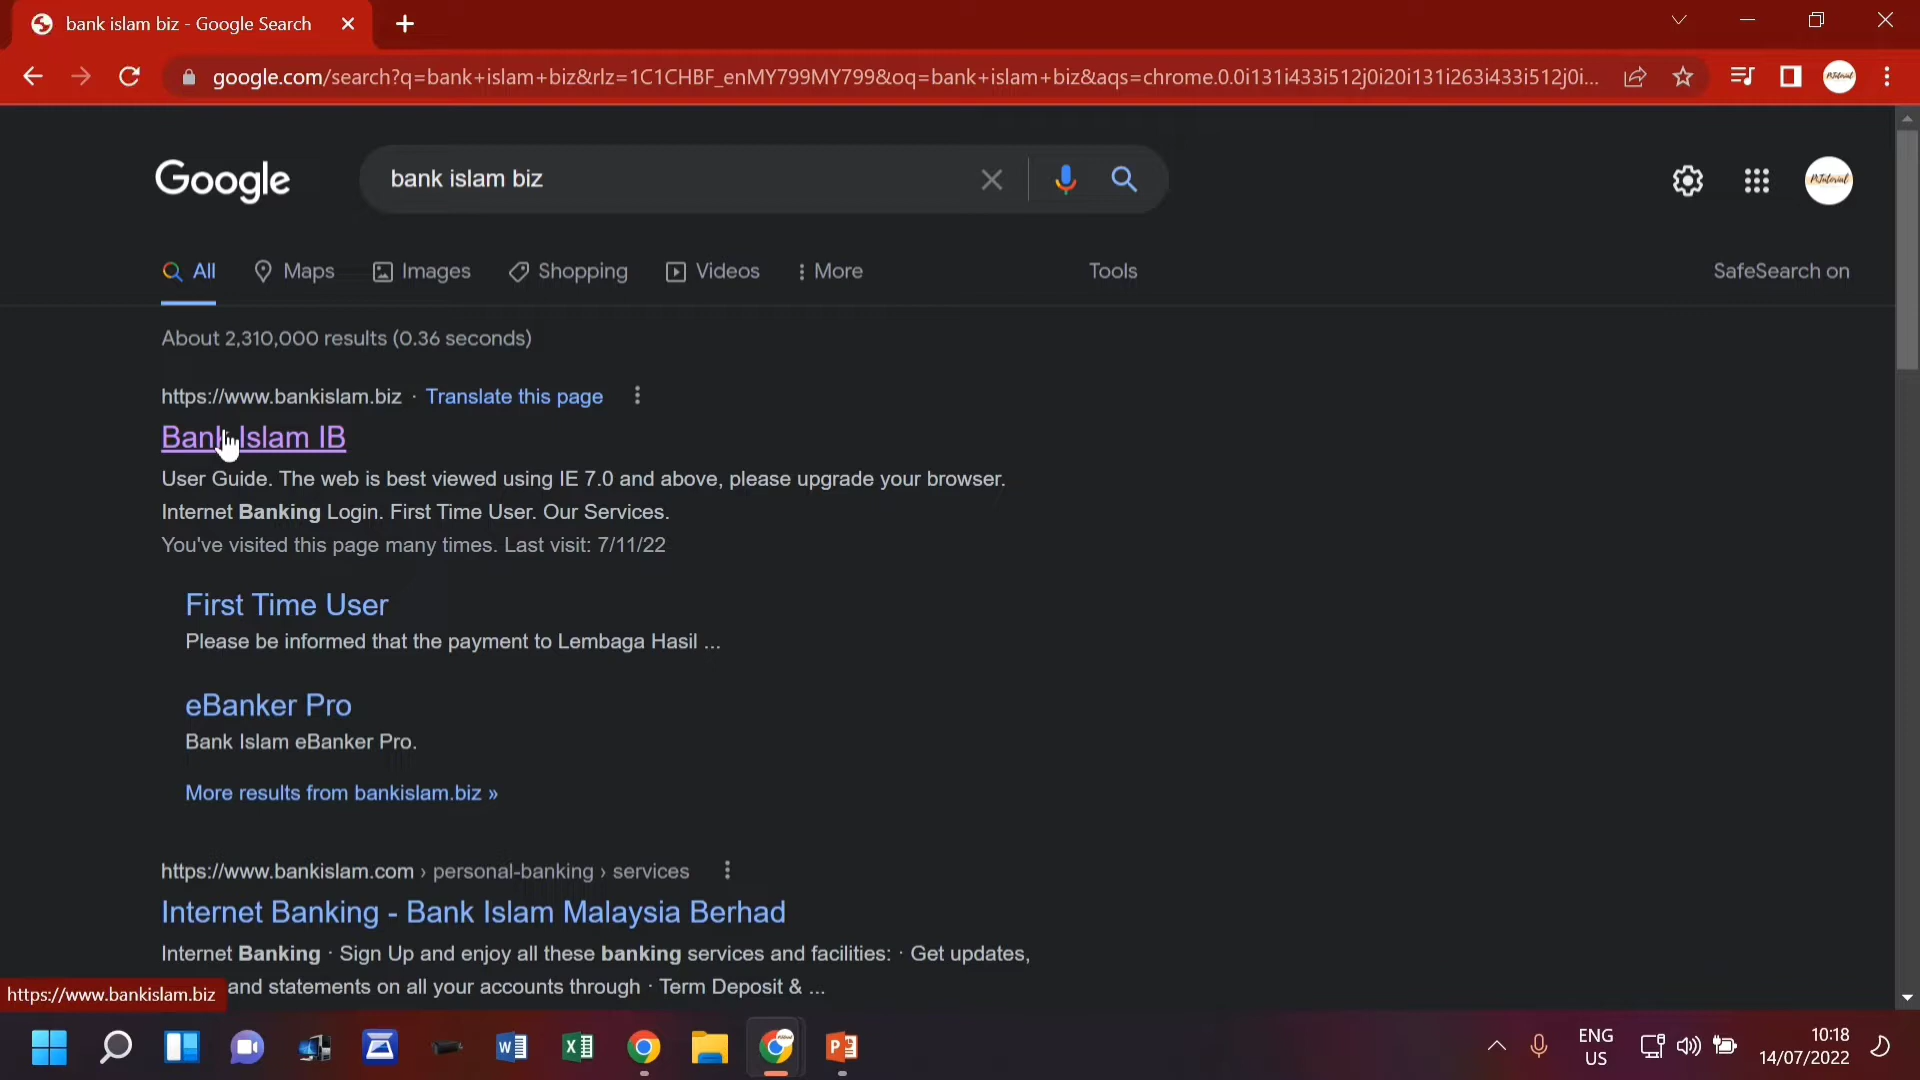 bank islam biz - Google Search
google.com/search?q=bank+islam+biz&rlz=1C1CHBF_enMY799MY799&oq=bank+islam+biz&aqs=chrome.0.0i131i433i512j0i20i131i263i433i512j0i...
Google
bank islam biz
All Maps Images Shopping Videos More Tools SafeSearch on
About 2,310,000 results (0.36 seconds)
https://www.bankislam.biz · Translate this page
Bank Islam IB
User Guide. The web is best viewed using IE 7.0 and above, please upgrade your browser.
Internet Banking Login. First Time User. Our Services.
You've visited this page many times. Last visit: 7/11/22
First Time User
Please be informed that the payment to Lembaga Hasil ...
eBanker Pro
Bank Islam eBanker Pro.
More results from bankislam.biz »
https://www.bankislam.com › personal-banking › services
Internet Banking - Bank Islam Malaysia Berhad
Internet Banking · Sign Up and enjoy all these banking services and facilities: · Get updates,
and statements on all your accounts through · Term Deposit & ...
https://www.bankislam.biz
ENG
US
10:18
14/07/2022